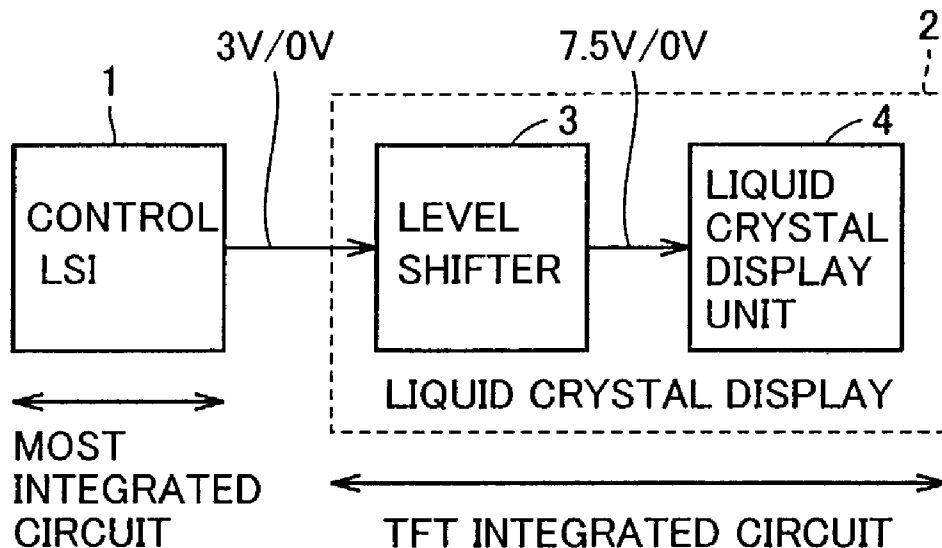 3V/0V
7.5V/0V
2
1
3
4
CONTROL
LSI
LEVEL
SHIFTER
LIQUID
CRYSTAL
DISPLAY
UNIT
LIQUID CRYSTAL DISPLAY
MOST
INTEGRATED
CIRCUIT
TFT INTEGRATED CIRCUIT